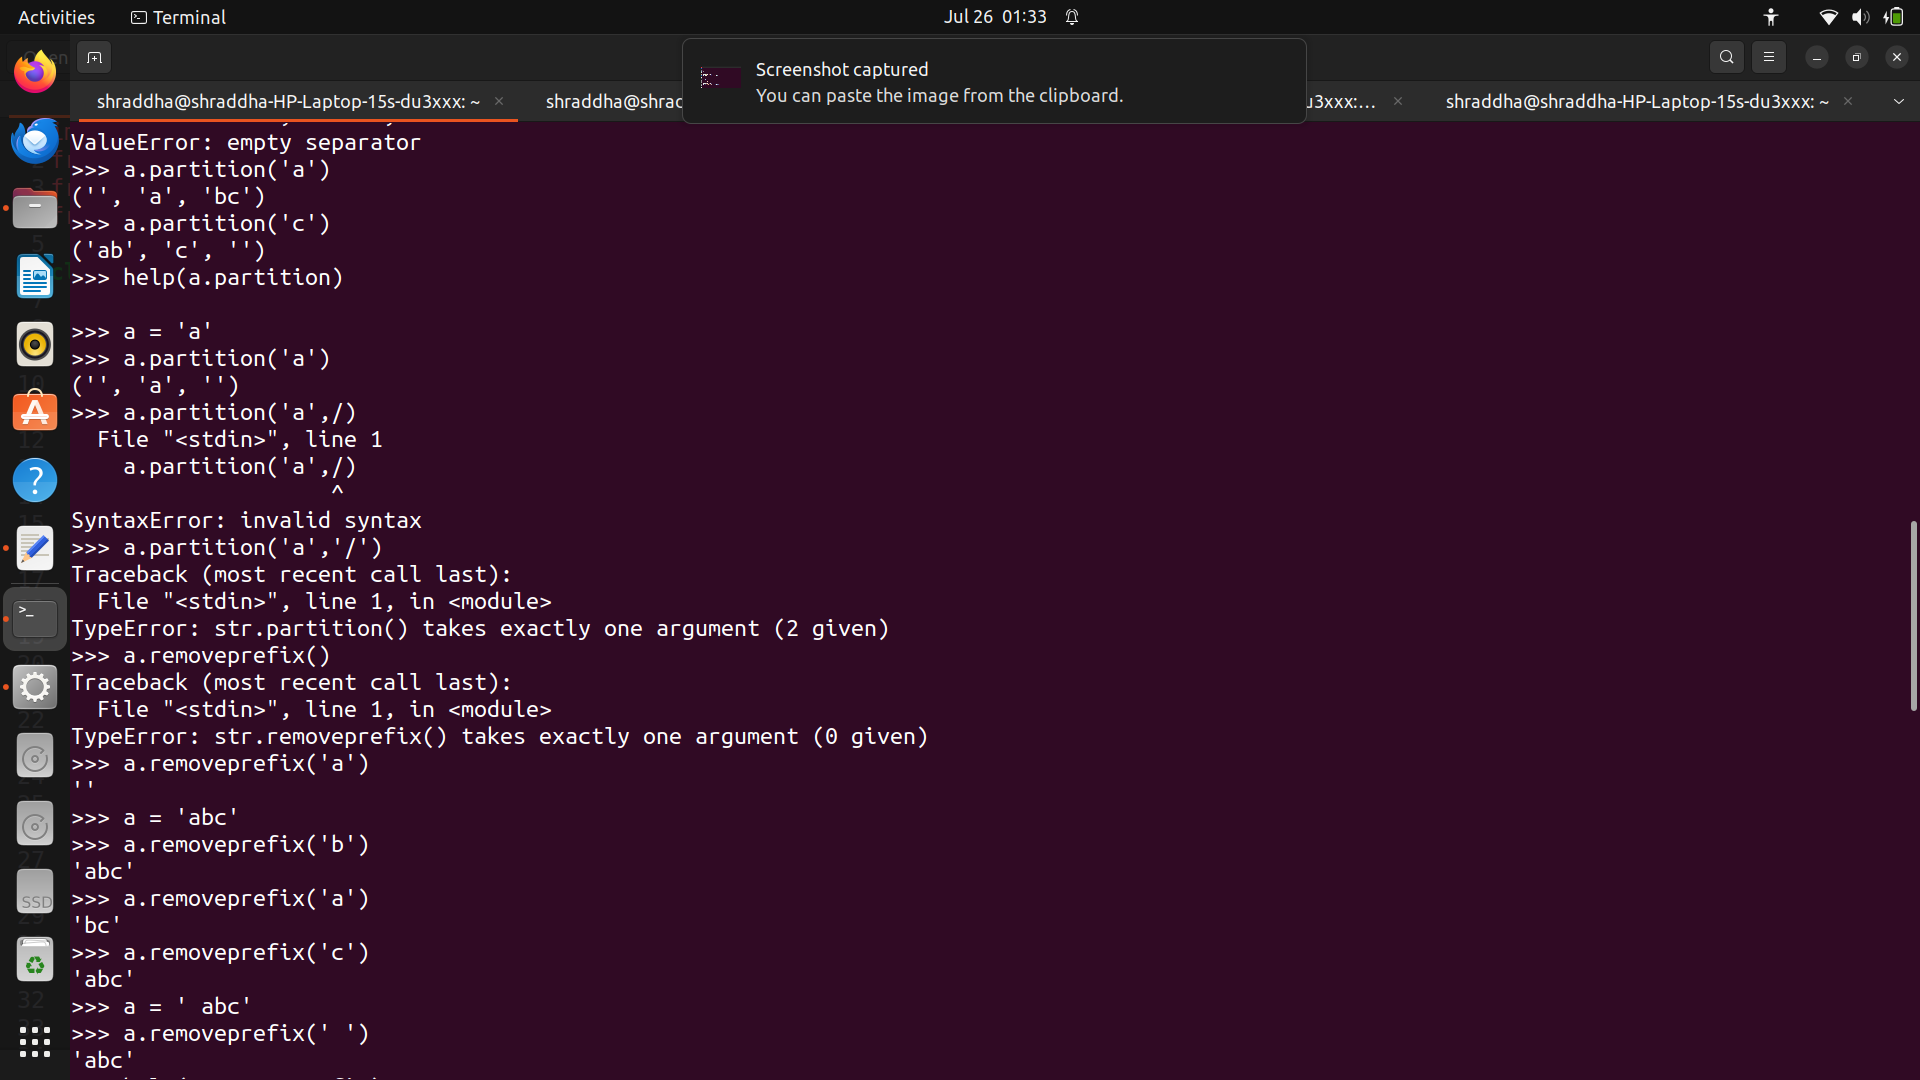 Activities
Terminal
Jul 26 01:33
Screenshot captured
You can paste the image from the clipboard.
shraddha@shraddha-HP-Laptop-15s-du3xxx: ~
shraddha@shrad
u3xxx:...
shraddha@shraddha-HP-Laptop-15s-du3xxx: ~
ValueError: empty separator
>>> a.partition('a')
('', 'a', 'bc')
>>> a.partition('c')
('ab', 'c', '')
>>> help(a.partition)
>>> a = 'a'
>>> a.partition('a')
('', 'a', '')
>>> a.partition('a',/)
  File "<stdin>", line 1
    a.partition('a',/)
                    ^
SyntaxError: invalid syntax
>>> a.partition('a','/')
Traceback (most recent call last):
  File "<stdin>", line 1, in <module>
TypeError: str.partition() takes exactly one argument (2 given)
>>> a.removeprefix()
Traceback (most recent call last):
  File "<stdin>", line 1, in <module>
TypeError: str.removeprefix() takes exactly one argument (0 given)
>>> a.removeprefix('a')
''
>>> a = 'abc'
>>> a.removeprefix('b')
'abc'
>>> a.removeprefix('a')
'bc'
>>> a.removeprefix('c')
'abc'
>>> a = ' abc'
>>> a.removeprefix(' ')
'abc'
SSD